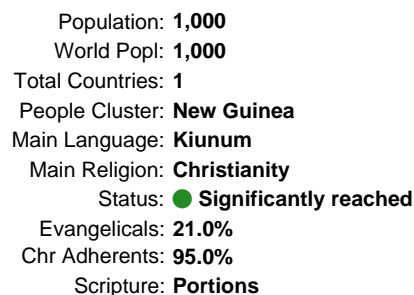 Population: 1,000
World Popl: 1,000
Total Countries: 1
People Cluster: New Guinea
Main Language: Kiunum
Main Religion: Christianity
Status: Significantly reached
Evangelicals: 21.0%
Chr Adherents: 95.0%
Scripture: Portions